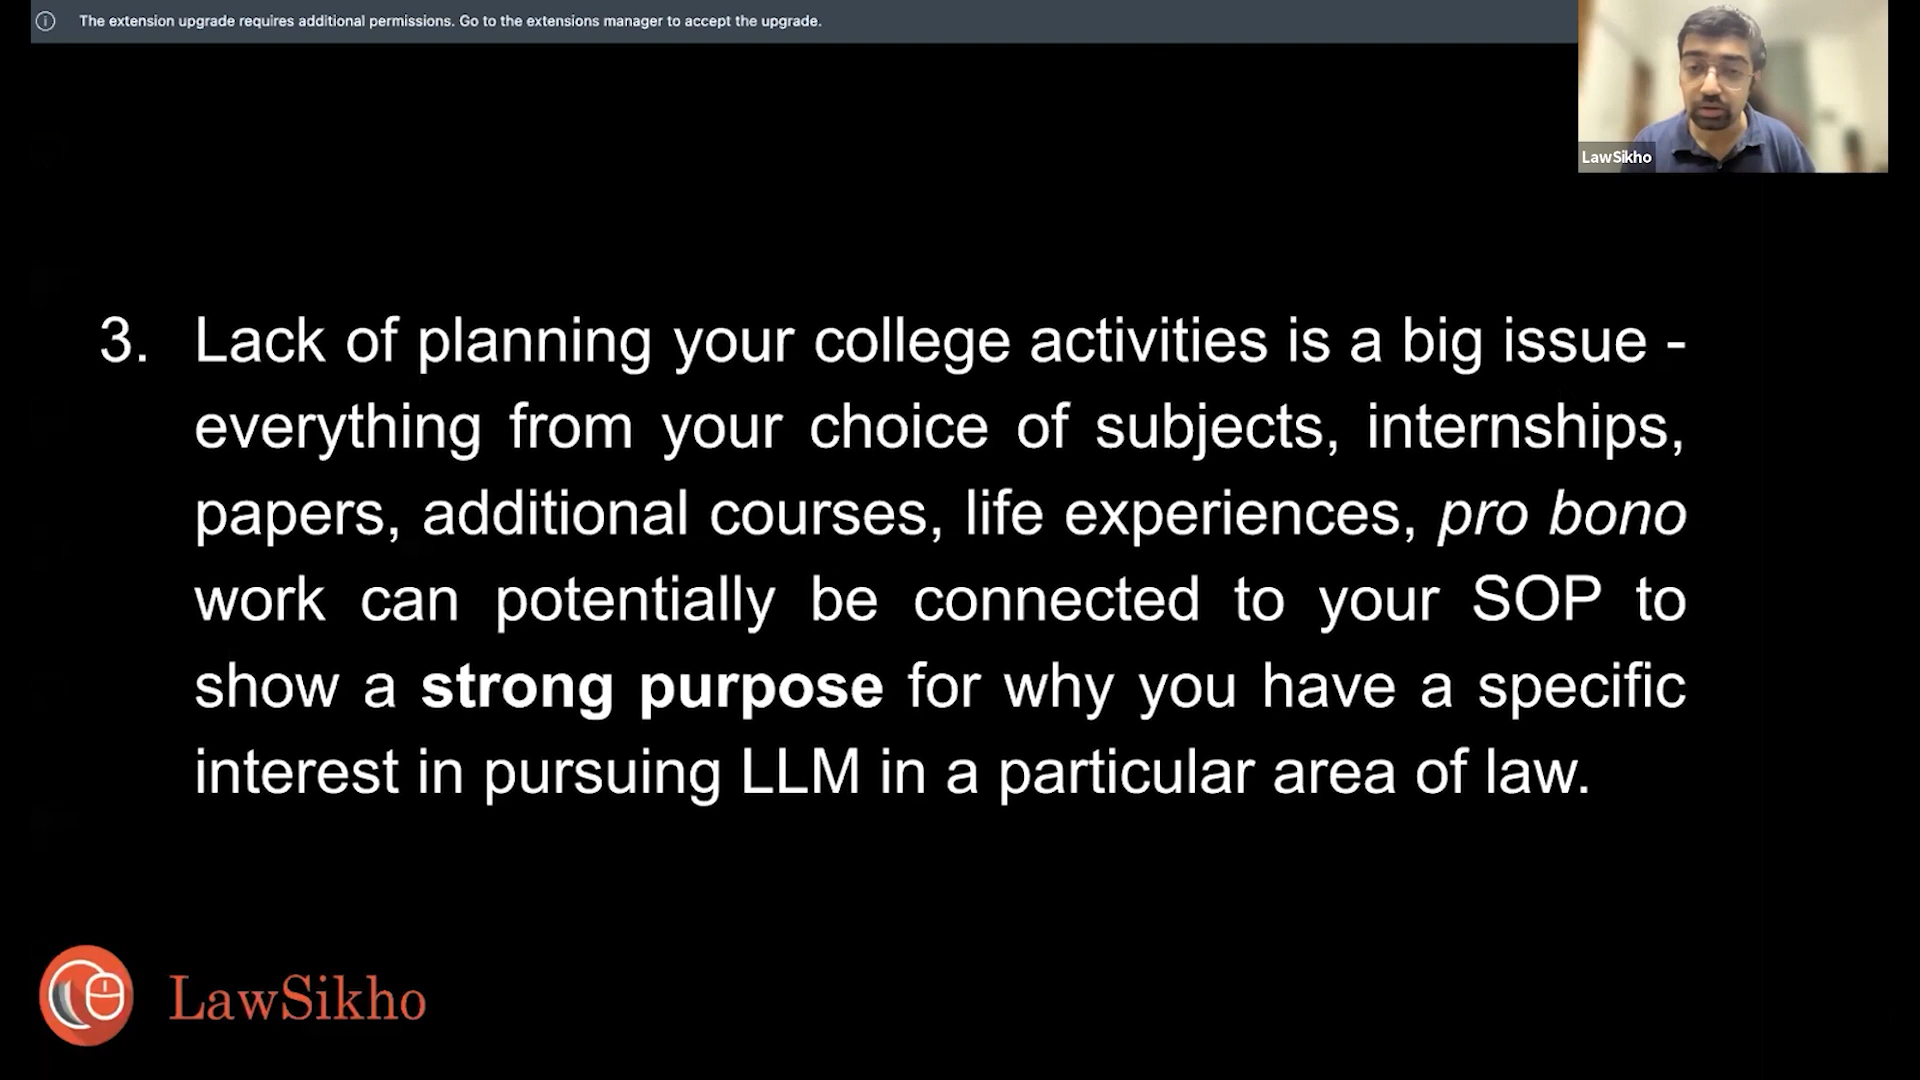 The extension upgrade requires additional permissions. Go to the extensions manager to accept the upgrade.
LawSikho
3. Lack of planning your college activities is a big issue -
everything from your choice of subjects, internships,
papers, additional courses, life experiences, pro bono
work can potentially be connected to your SOP to
show a strong purpose for why you have a specific
interest in pursuing LLM in a particular area of law.
LawSikho